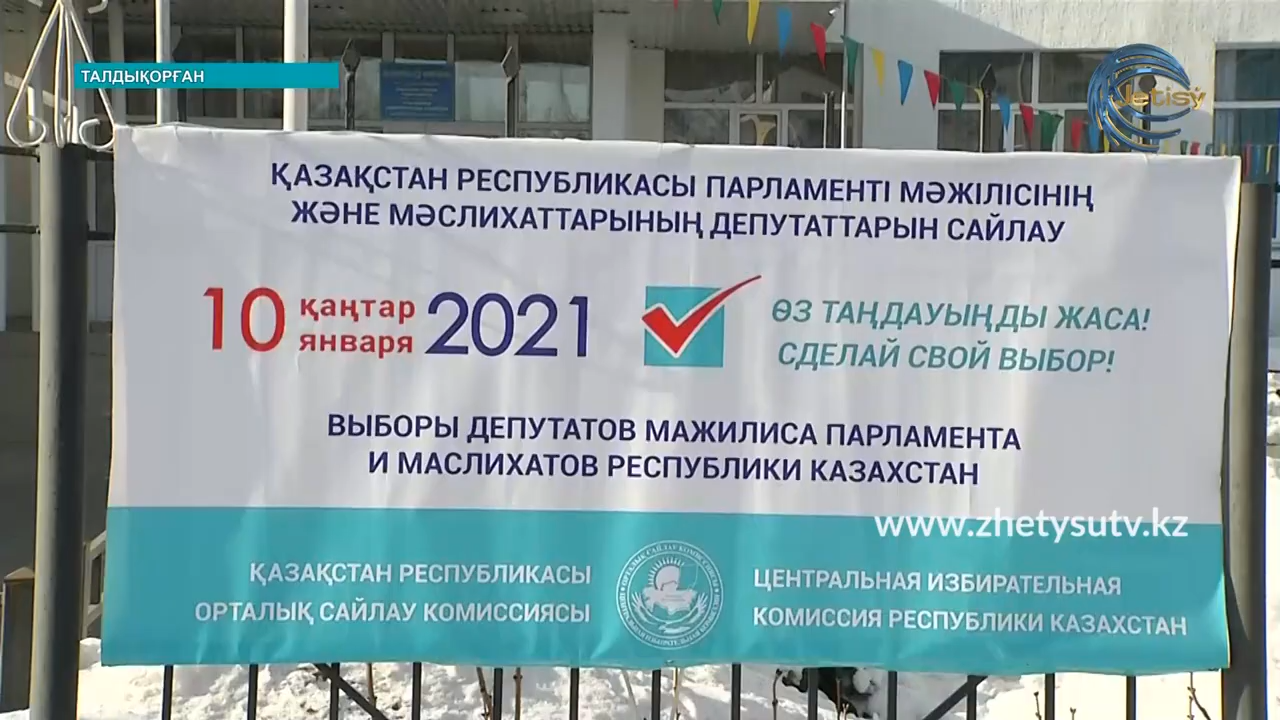 ТАЛДЫҚОРҒАН
Jetisý
ҚАЗАҚСТАН РЕСПУБЛИКАСЫ ПАРЛАМЕНТІ МӘЖІЛІСІНІҢ
ЖӘНЕ МӘСЛИХАТТАРЫНЫҢ ДЕПУТАТТАРЫН САЙЛАУ
10 қаңтар января 2021
ӨЗ ТАҢДАУЫҢДЫ ЖАСА!
СДЕЛАЙ СВОЙ ВЫБОР!
ВЫБОРЫ ДЕПУТАТОВ МАЖИЛИСА ПАРЛАМЕНТА
И МАСЛИХАТОВ РЕСПУБЛИКИ КАЗАХСТАН
www.zhetysutv.kz
ҚАЗАҚСТАН РЕСПУБЛИКАСЫ
ОРТАЛЫҚ САЙЛАУ КОМИССИЯСЫ
ЦЕНТРАЛЬНАЯ ИЗБИРАТЕЛЬНАЯ
КОМИССИЯ РЕСПУБЛИКИ КАЗАХСТАН